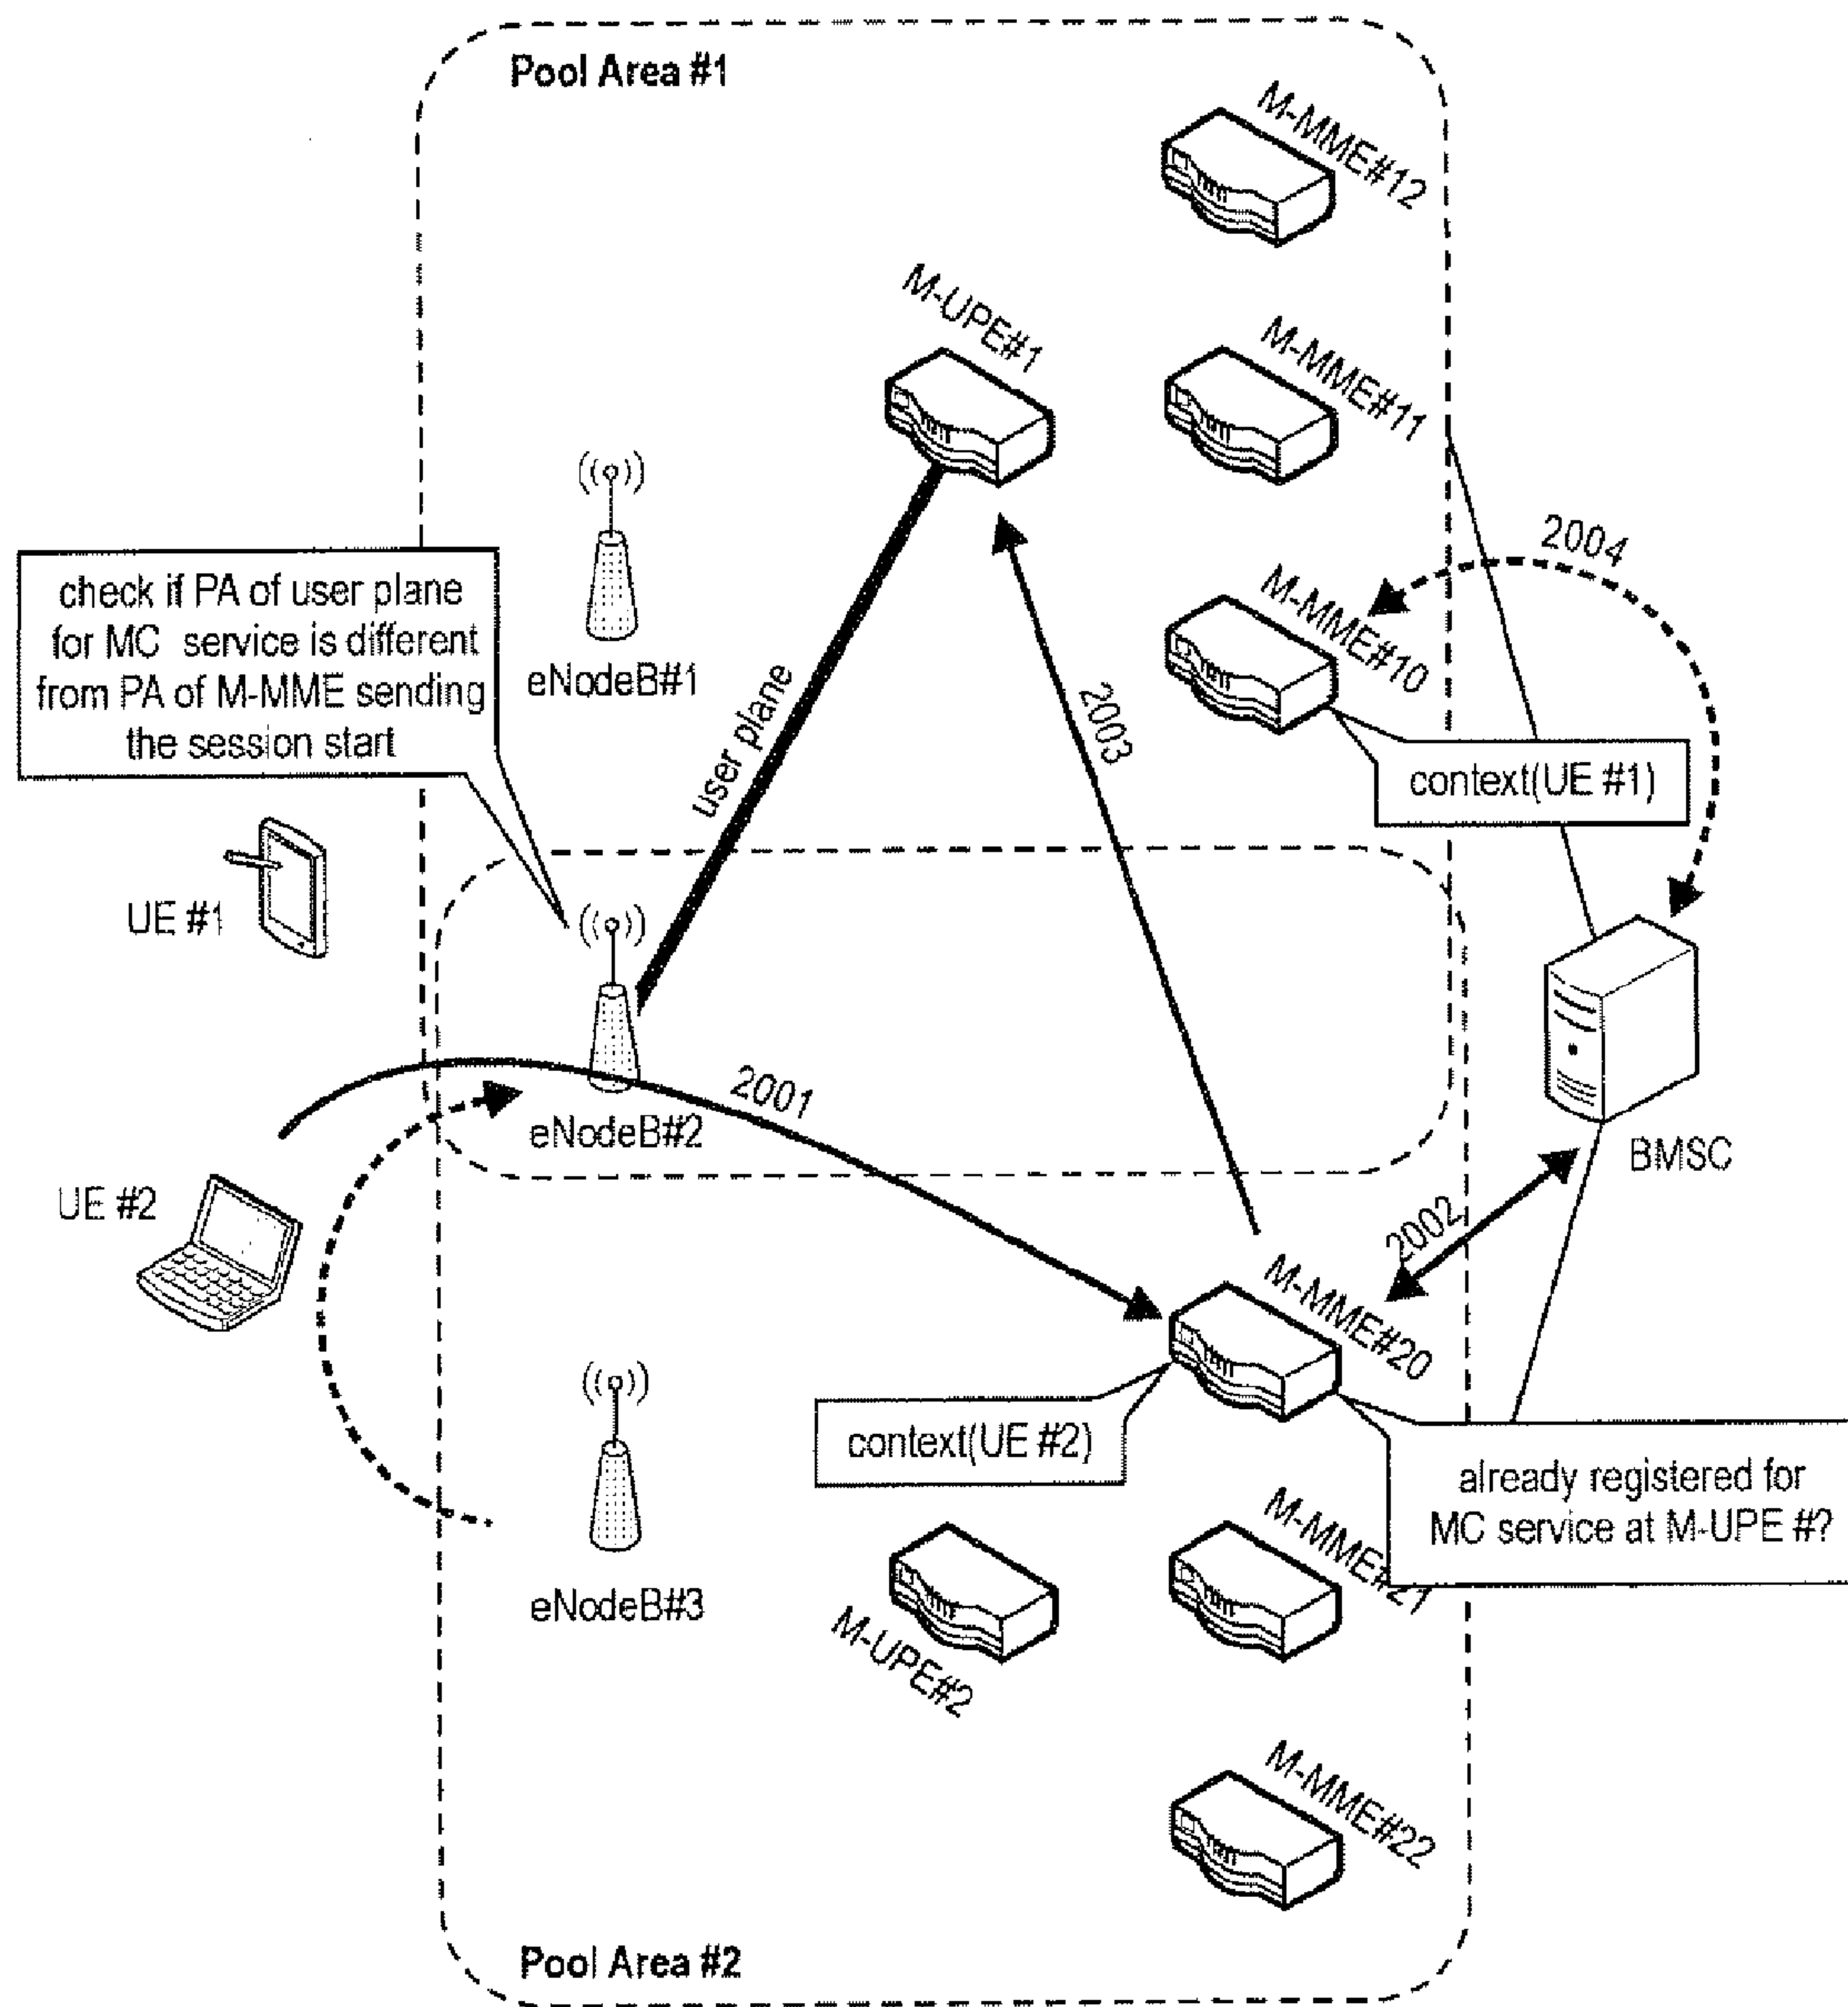 Pool Area #1
M-MME#12
M-UPE#1
M-MME#11
2004
check if PA of user plane
for MC service is different
from PA of M-MME sending
the session start
eNodeB#1
M-MME#10
user plane
2003
context(UE #1)
UE #1
2001
eNodeB#2
BMSC
UE #2
2002
M-MME#20
context(UE #2)
already registered for
MC service at M-UPE #?
M-MME#21
eNodeB#3
M-UPE#2
M-MME#22
Pool Area #2